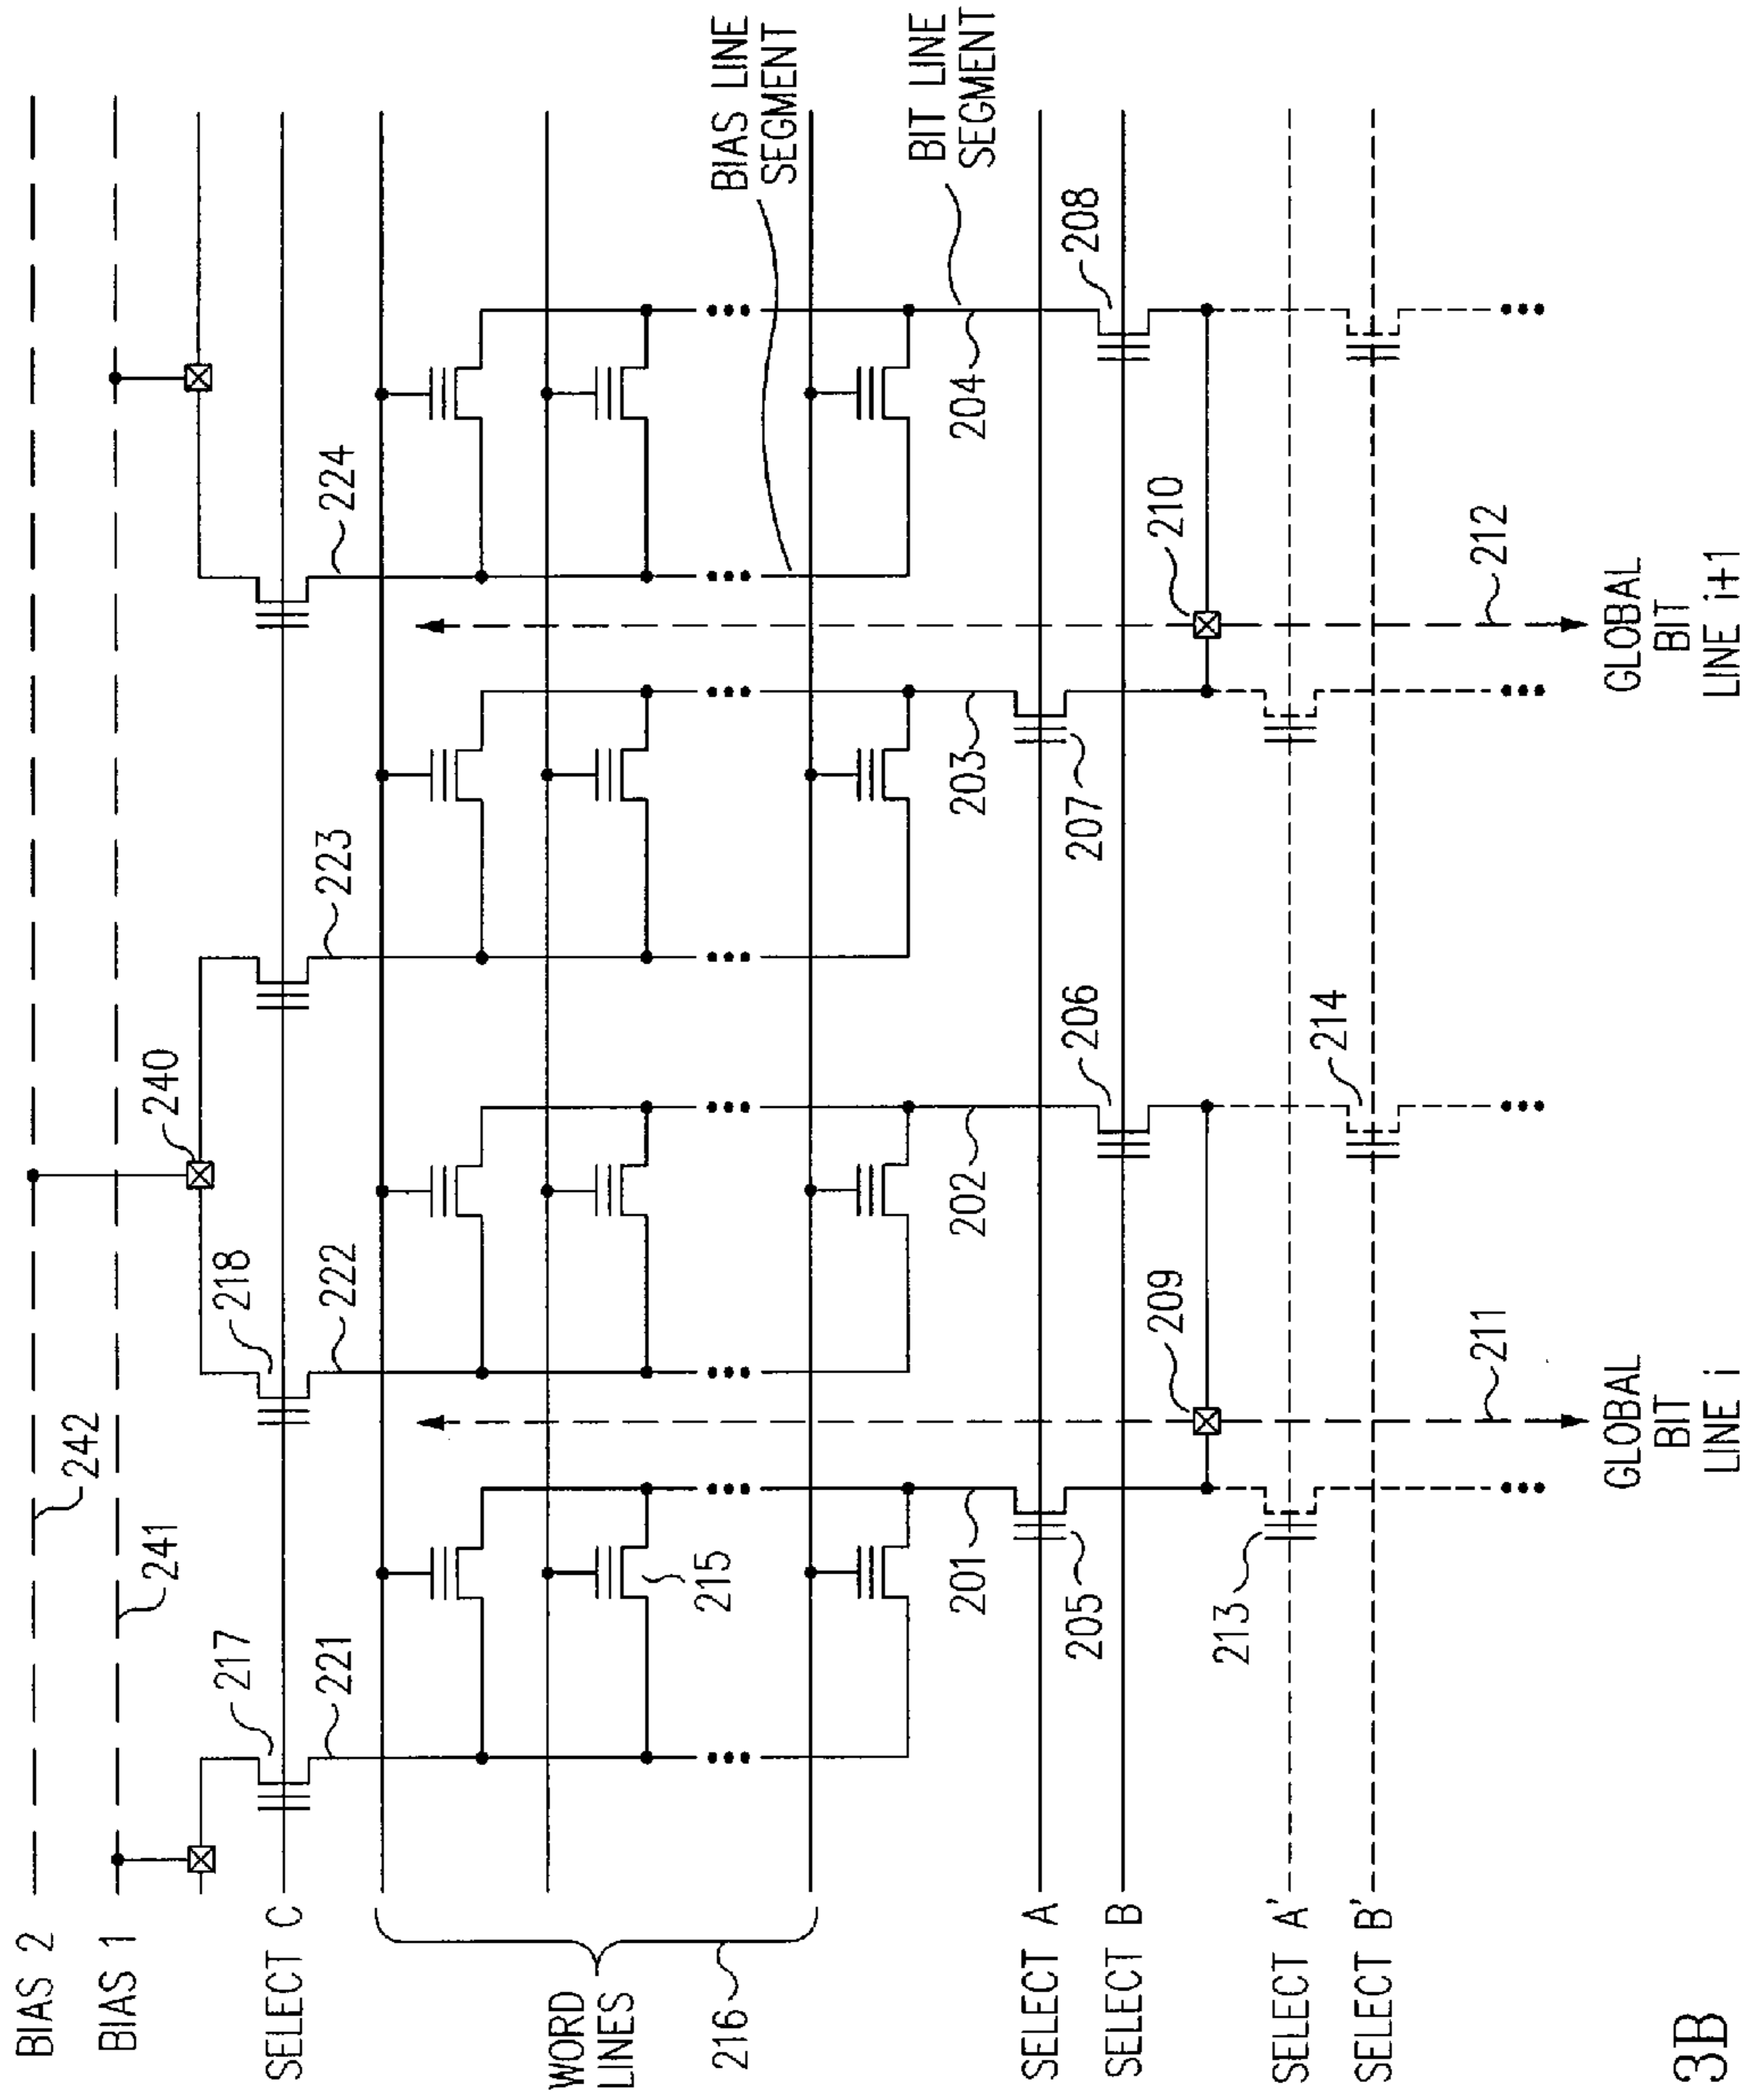 BIAS 2
BIAS 1
SELECT C
WORD
LINES
216
SELECT A
SELECT B
SELECT A'
SELECT B'
242
241
240
217
218
221
222
223
224
215
BIAS LINE
SEGMENT
BIT LINE
SEGMENT
201
202
203
204
205
206
207
208
209
210
213
214
211
212
GLOBAL
BIT
LINE i
GLOBAL
BIT
LINE i+1
3B